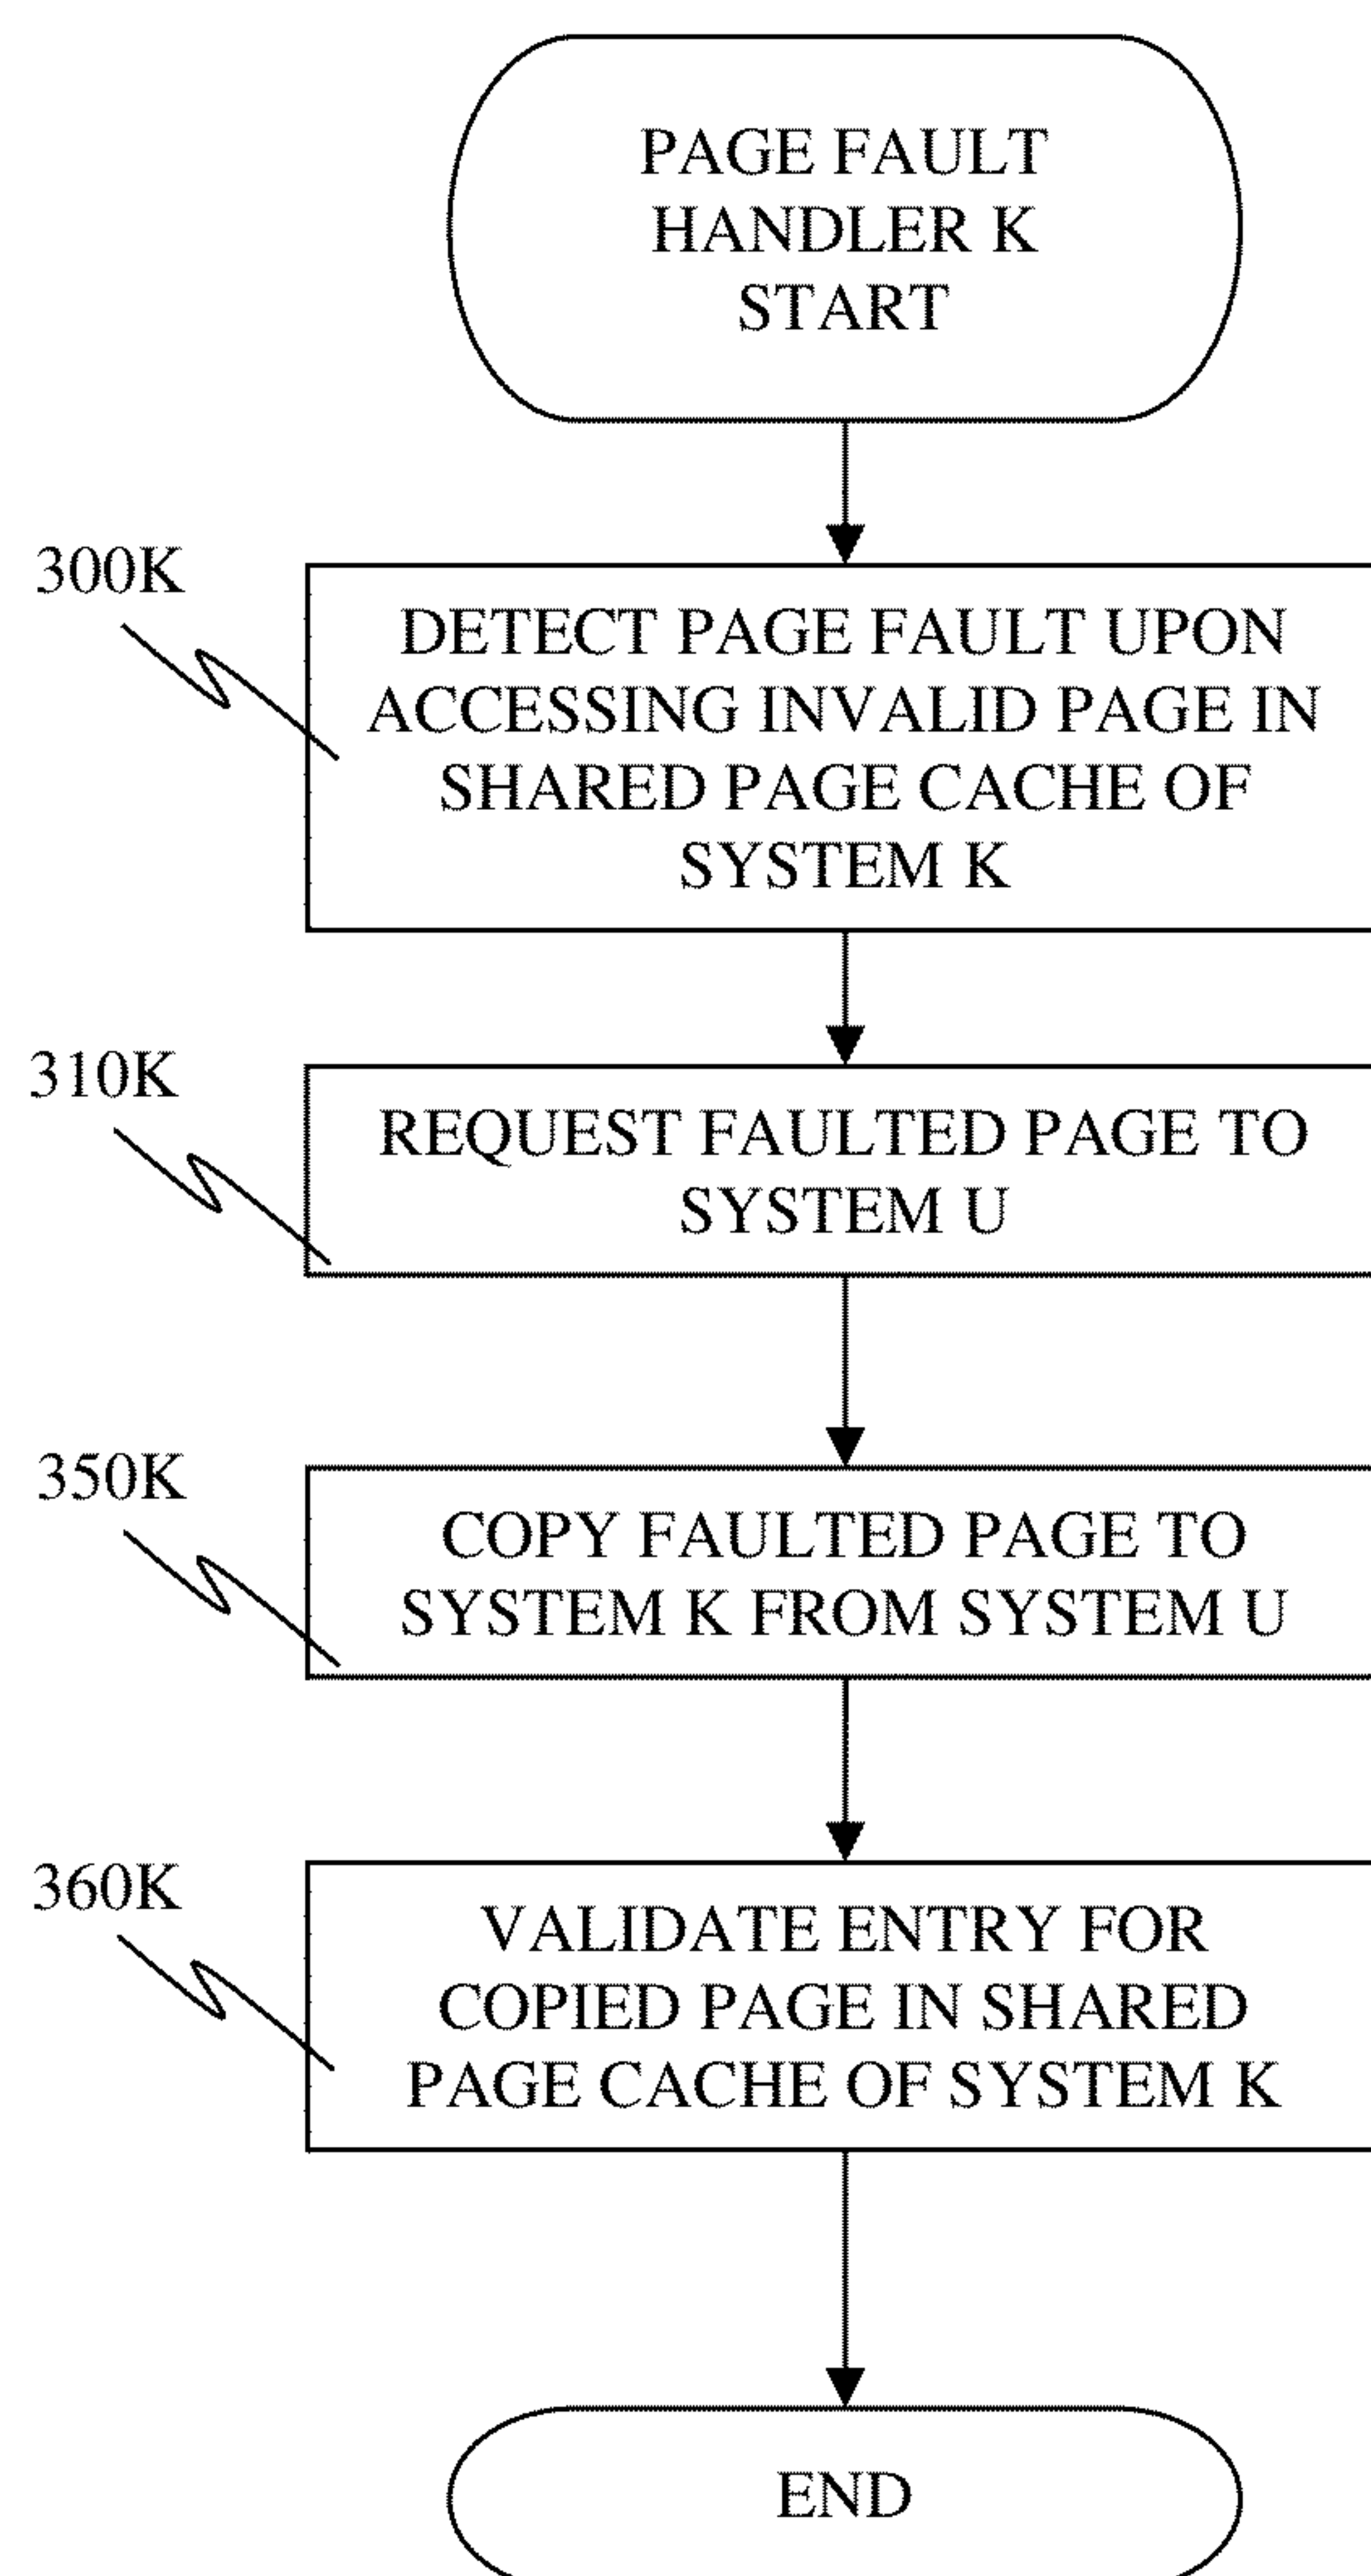 PAGE FAULT
HANDLER K
START
300K
DETECT PAGE FAULT UPON
ACCESSING INVALID PAGE IN
SHARED PAGE CACHE OF
SYSTEM K
310K
REQUEST FAULTED PAGE TO
SYSTEM U
350K
COPY FAULTED PAGE TO
SYSTEM K FROM SYSTEM U
360K
VALIDATE ENTRY FOR
COPIED PAGE IN SHARED
PAGE CACHE OF SYSTEM K
END